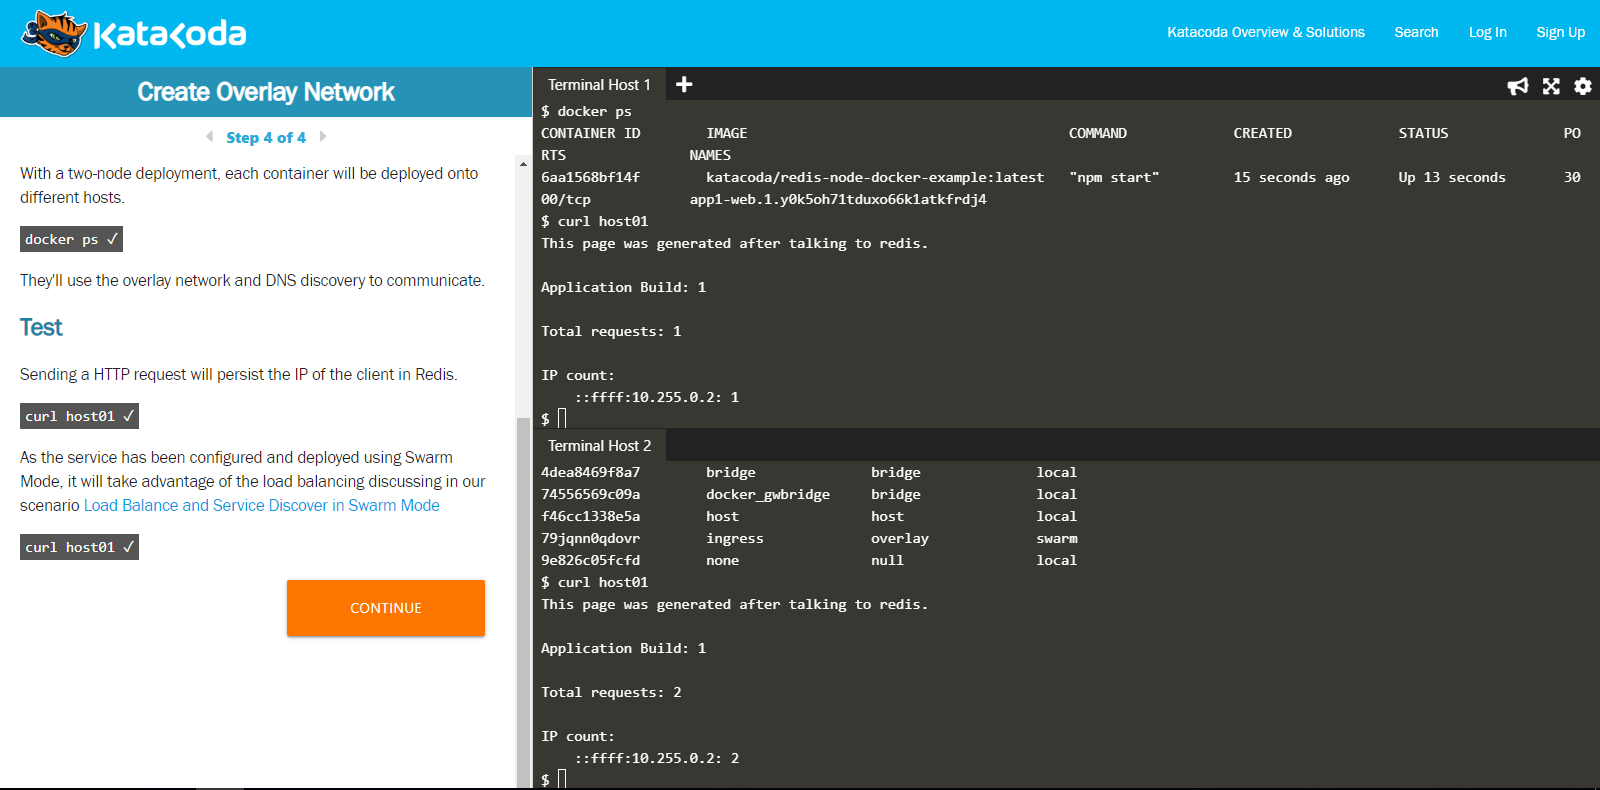 Katacoda
Katacoda Overview & Solutions
Search
Log In
Sign Up
Create Overlay Network
Step 4 of 4
With a two-node deployment, each container will be deployed onto
different hosts.
docker ps ✓
They'll use the overlay network and DNS discovery to communicate.
Test
Sending a HTTP request will persist the IP of the client in Redis.
curl host01 ✓
As the service has been configured and deployed using Swarm
Mode, it will take advantage of the load balancing discussing in our
scenario Load Balance and Service Discover in Swarm Mode
curl host01 ✓
CONTINUE
Terminal Host 1 +
$ docker ps
CONTAINER ID        IMAGE                                       COMMAND             CREATED             STATUS              PO
RTS               NAMES
6aa1568bf14f        katacoda/redis-node-docker-example:latest   "npm start"         15 seconds ago      Up 13 seconds       30
00/tcp            app1-web.1.y0k5oh71tduxo66k1atkfrdj4
$ curl host01
This page was generated after talking to redis.
Application Build: 1
Total requests: 1
IP count:
    ::ffff:10.255.0.2: 1
$
Terminal Host 2
4dea8469f8a7        bridge              bridge              local
74556569c09a        docker_gwbridge     bridge              local
f46cc1338e5a        host                host                local
79jqnn0qdovr        ingress             overlay             swarm
9e826c05fcfd        none                null                local
$ curl host01
This page was generated after talking to redis.
Application Build: 1
Total requests: 2
IP count:
    ::ffff:10.255.0.2: 2
$